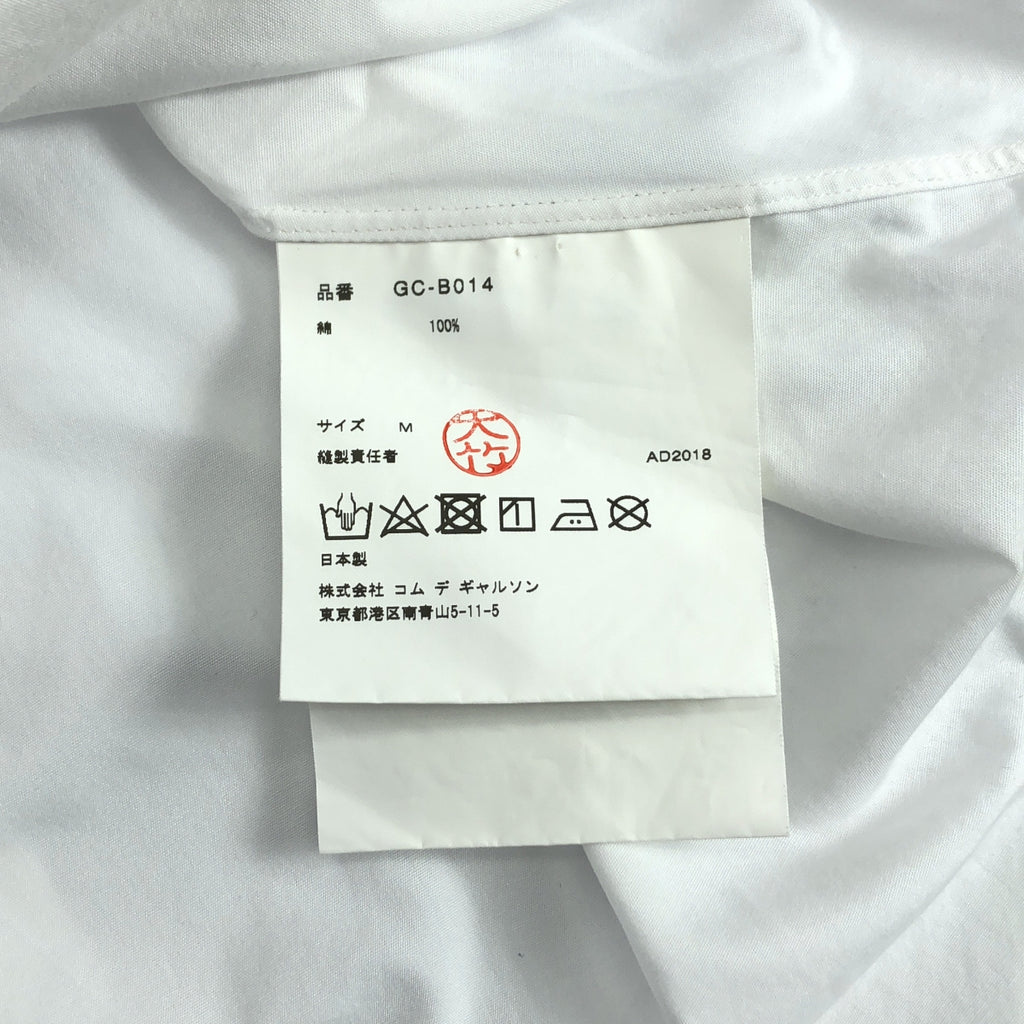 品番 GC-B014
綿 100%
サイズ M
大竹
縫製責任者 AD2018
日本製
株式会社 コム デ ギャルソン
東京都港区南青山5-11-5